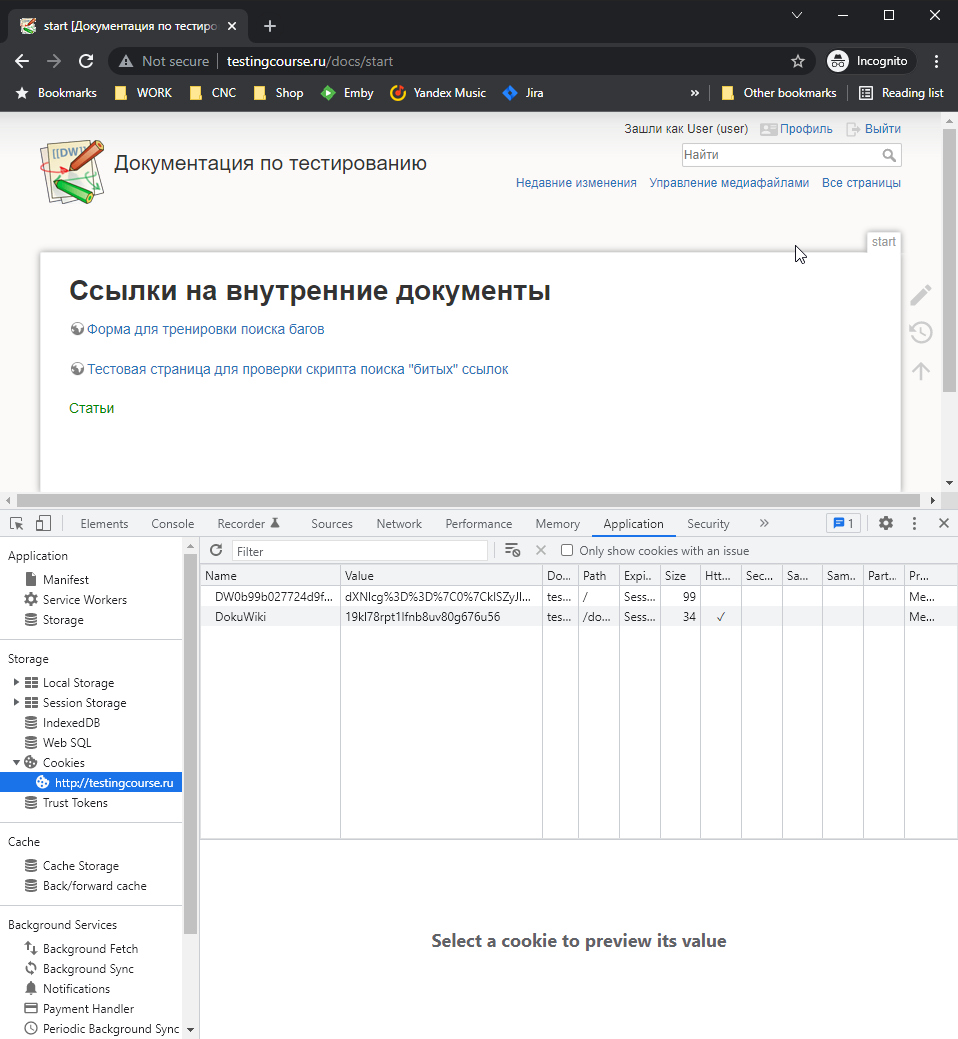 start [Документация по тестиро
Not secure
testingcourse.ru/docs/start
Incognito
Bookmarks
WORK
CNC
Shop
Emby
Yandex Music
Jira
»
Other bookmarks
Reading list
[[DW]]
Документация по тестированию
Зашли как User (user)
Профиль
Выйти
Найти
Недавние изменения
Управление медиафайлами
Все страницы
start
Ссылки на внутренние документы
Форма для тренировки поиска багов
Тестовая страница для проверки скрипта поиска "битых" ссылок
Статьи
Elements
Console
Recorder
Sources
Network
Performance
Memory
Application
Security
»
1
Application
Manifest
Service Workers
Storage
Storage
Local Storage
Session Storage
IndexedDB
Web SQL
Cookies
http://testingcourse.ru
Trust Tokens
Cache
Cache Storage
Back/forward cache
Background Services
Background Fetch
Background Sync
Notifications
Payment Handler
Periodic Background Sync
Filter
Only show cookies with an issue
Name Value Do... Path Expi... Size Htt... Sec... Sa... Sam... Part... Pr...
DW0b99b027724d9f... / Sess... 99 Me...
DokuWiki tes... /do... Sess... 34 ✓ Me...
Select a cookie to preview its value